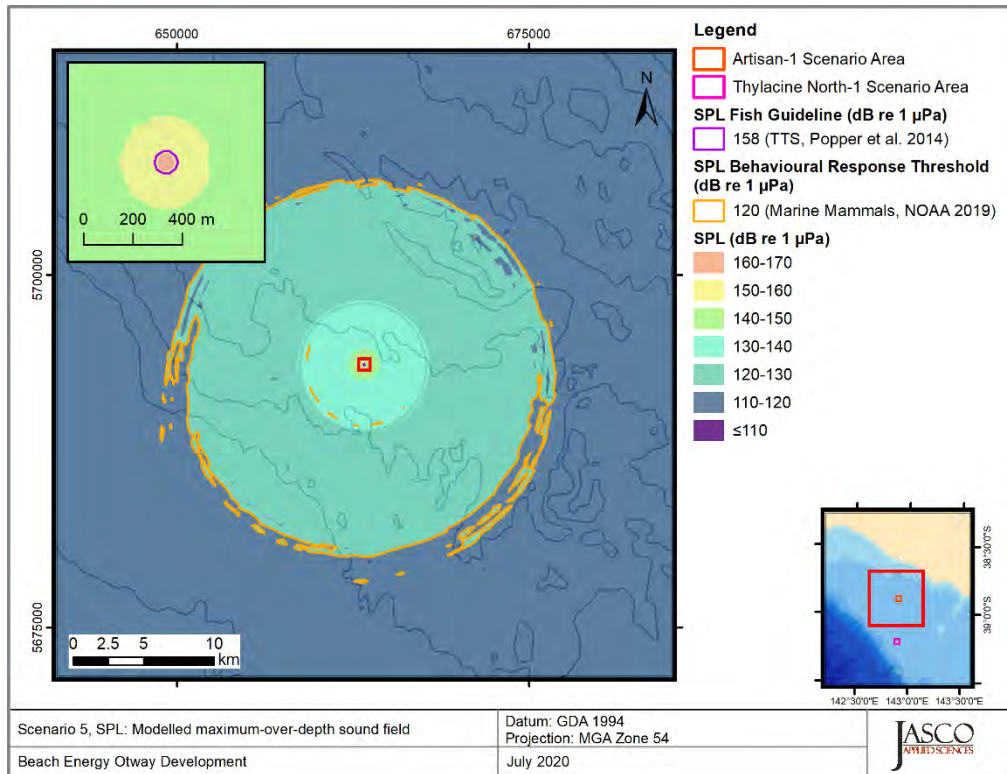 650000
675000
5700000
5675000
N
0 200 400 m
0 2.5 5 10
km
Legend
Artisan-1 Scenario Area
Thylacine North-1 Scenario Area
SPL Fish Guideline (dB re 1 µPa)
158 (TTS, Popper et al. 2014)
SPL Behavioural Response Threshold
(dB re 1 µPa)
120 (Marine Mammals, NOAA 2019)
SPL (dB re 1 µPa)
160-170
150-160
140-150
130-140
120-130
110-120
≤110
38°30'S
39°0'S
142°30'0"E 143°0'0"E 143°30'0"E
Scenario 5, SPL: Modelled maximum-over-depth sound field
Datum: GDA 1994
Projection: MGA Zone 54
Beach Energy Otway Development
July 2020
JASCO
APPLIED SCIENCES